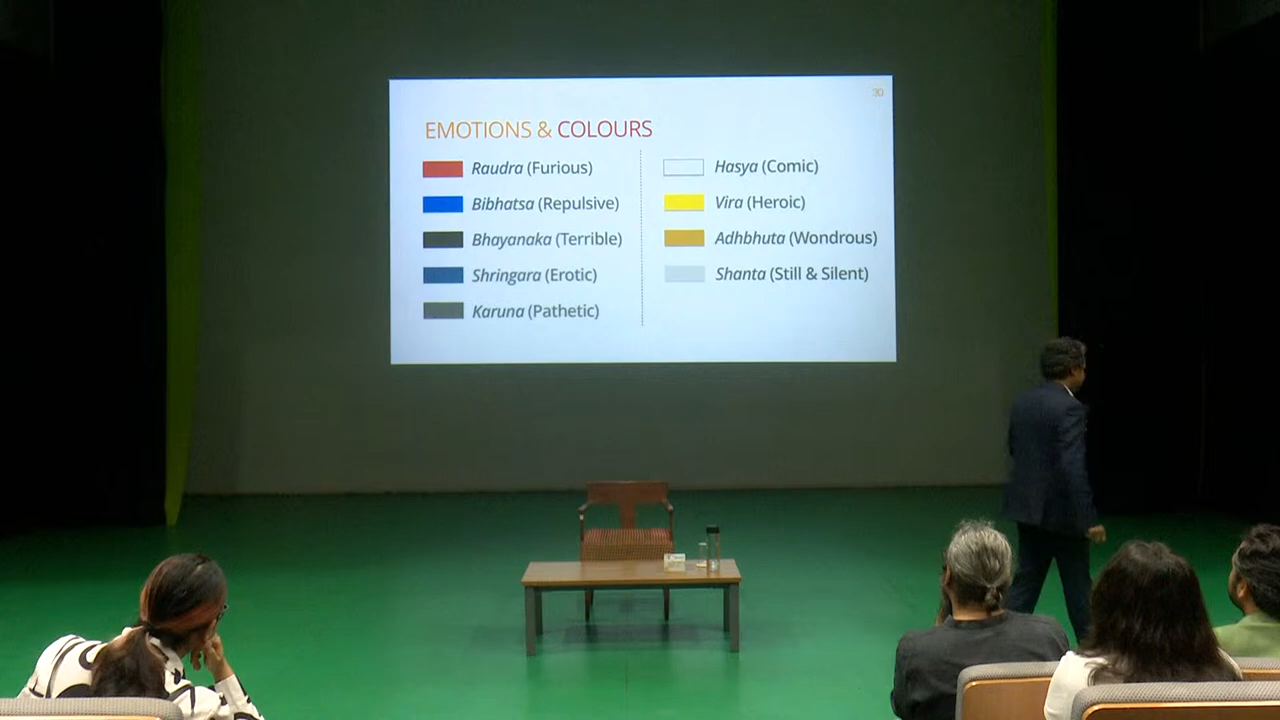 30
EMOTIONS & COLOURS
Raudra (Furious)
Bibhatsa (Repulsive)
Bhayanaka (Terrible)
Shringara (Erotic)
Karuna (Pathetic)
Hasya (Comic)
Vira (Heroic)
Adhbhuta (Wondrous)
Shanta (Still & Silent)